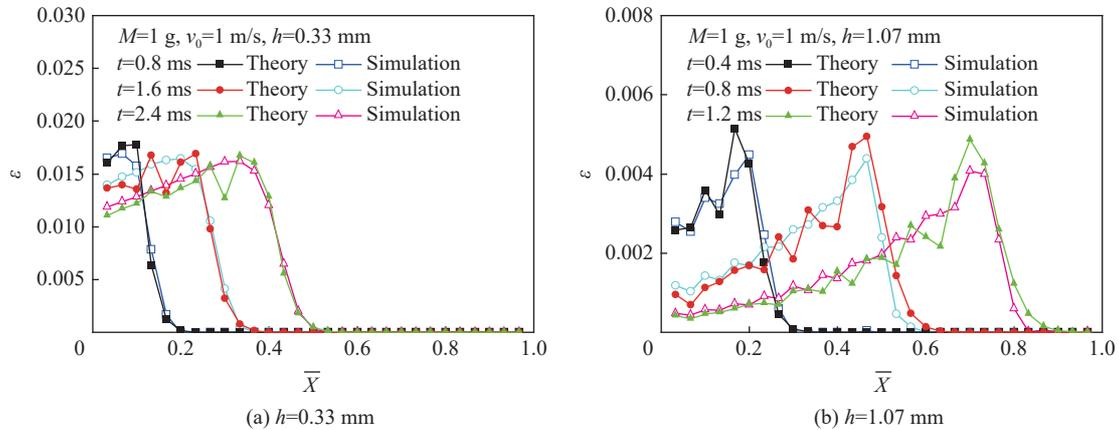 0.030
0.025
0.020
0.015
0.010
0.005
0
0.2
0.4
0.6
0.8
1.0
ε
X̅
M=1 g, v₀=1 m/s, h=0.33 mm
t=0.8 ms Theory Simulation
t=1.6 ms Theory Simulation
t=2.4 ms Theory Simulation
(a) h=0.33 mm
0.008
0.006
0.004
0.002
0
0.2
0.4
0.6
0.8
1.0
ε
X̅
M=1 g, v₀=1 m/s, h=1.07 mm
t=0.4 ms Theory Simulation
t=0.8 ms Theory Simulation
t=1.2 ms Theory Simulation
(b) h=1.07 mm